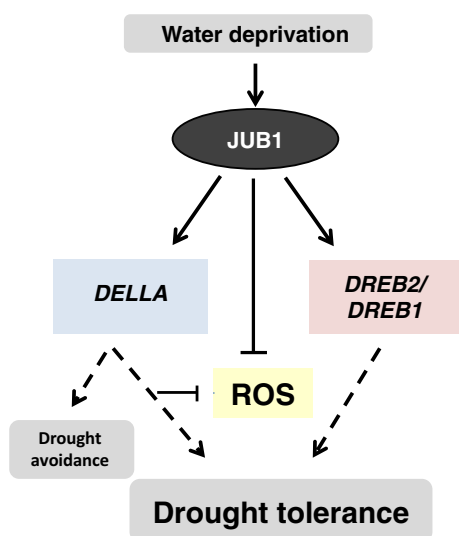 Water deprivation
JUB1
DELLA
DREB2/
DREB1
ROS
Drought
avoidance
Drought tolerance